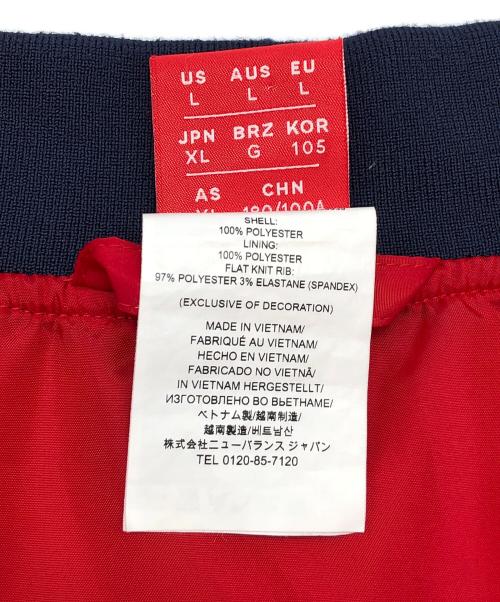 US AUS EU
L L L
JPN BRZ KOR
XL G 105
AS CHN
XL 180/100A
SHELL:
100% POLYESTER
LINING:
100% POLYESTER
FLAT KNIT RIB:
97% POLYESTER 3% ELASTANE (SPANDEX)
(EXCLUSIVE OF DECORATION)
MADE IN VIETNAM/
FABRIQUÉ AU VIETNAM/
HECHO EN VIETNAM/
FABRICADO NO VIETNÃ/
IN VIETNAM HERGESTELLT/
ИЗГОТОВЛЕНО ВО ВЬЕТНАМЕ/
ベトナム製/越南制造/
越南製造/베트남산
株式会社ニューバランス ジャパン
TEL 0120-85-7120